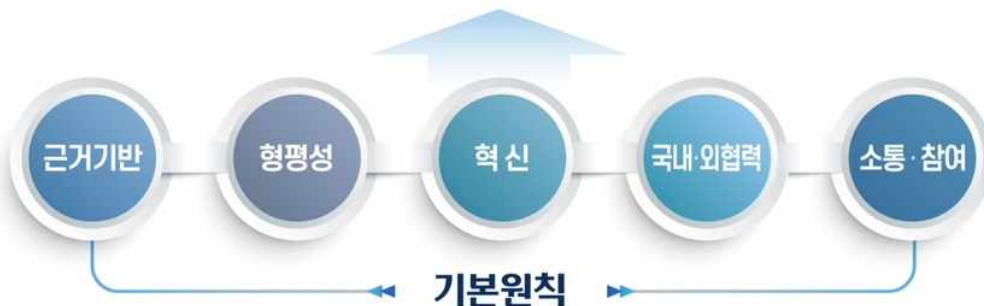 근거기반
형평성
혁신
국내·외협력
소통·참여
기본원칙